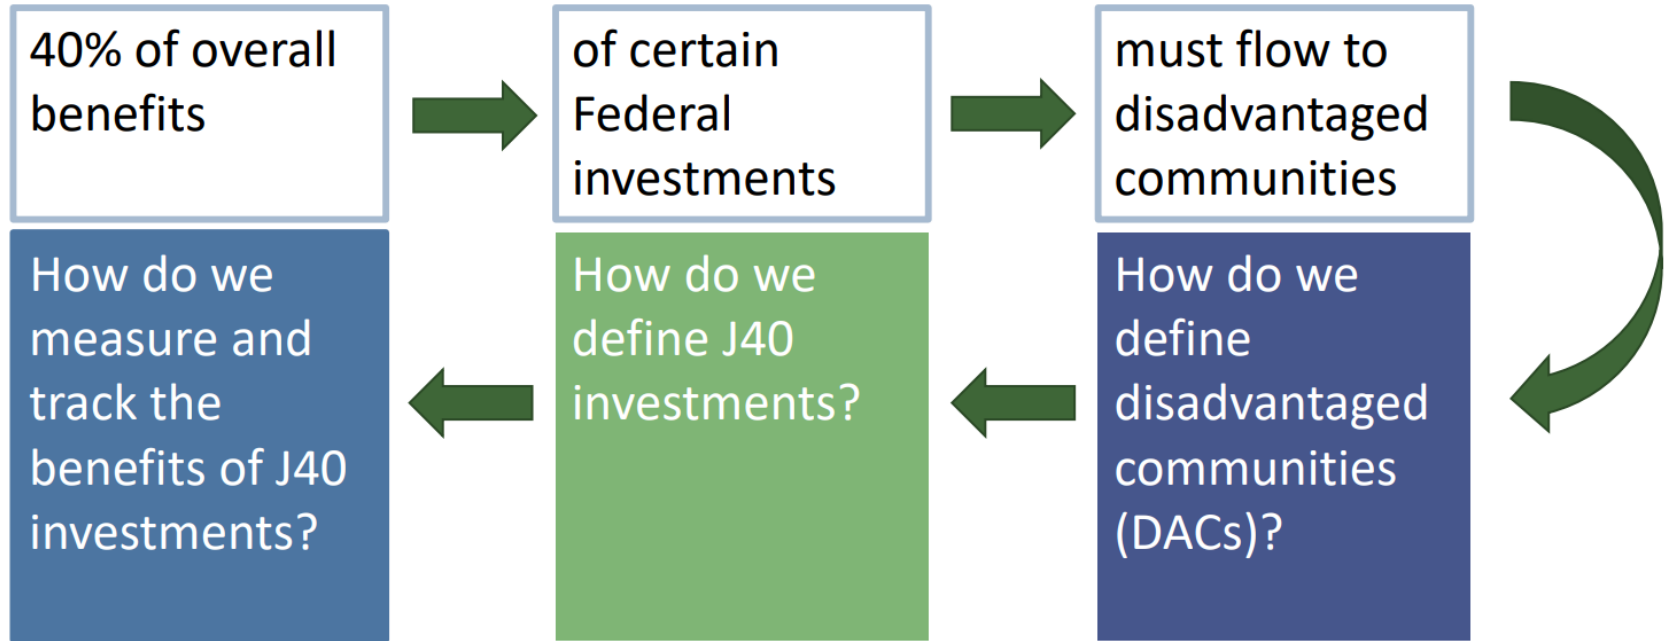 40% of overall
benefits
of certain
Federal
investments
must flow to
disadvantaged
communities
How do we
define
disadvantaged
communities
(DACs)?
How do we
define J40
investments?
How do we
measure and
track the
benefits of J40
investments?